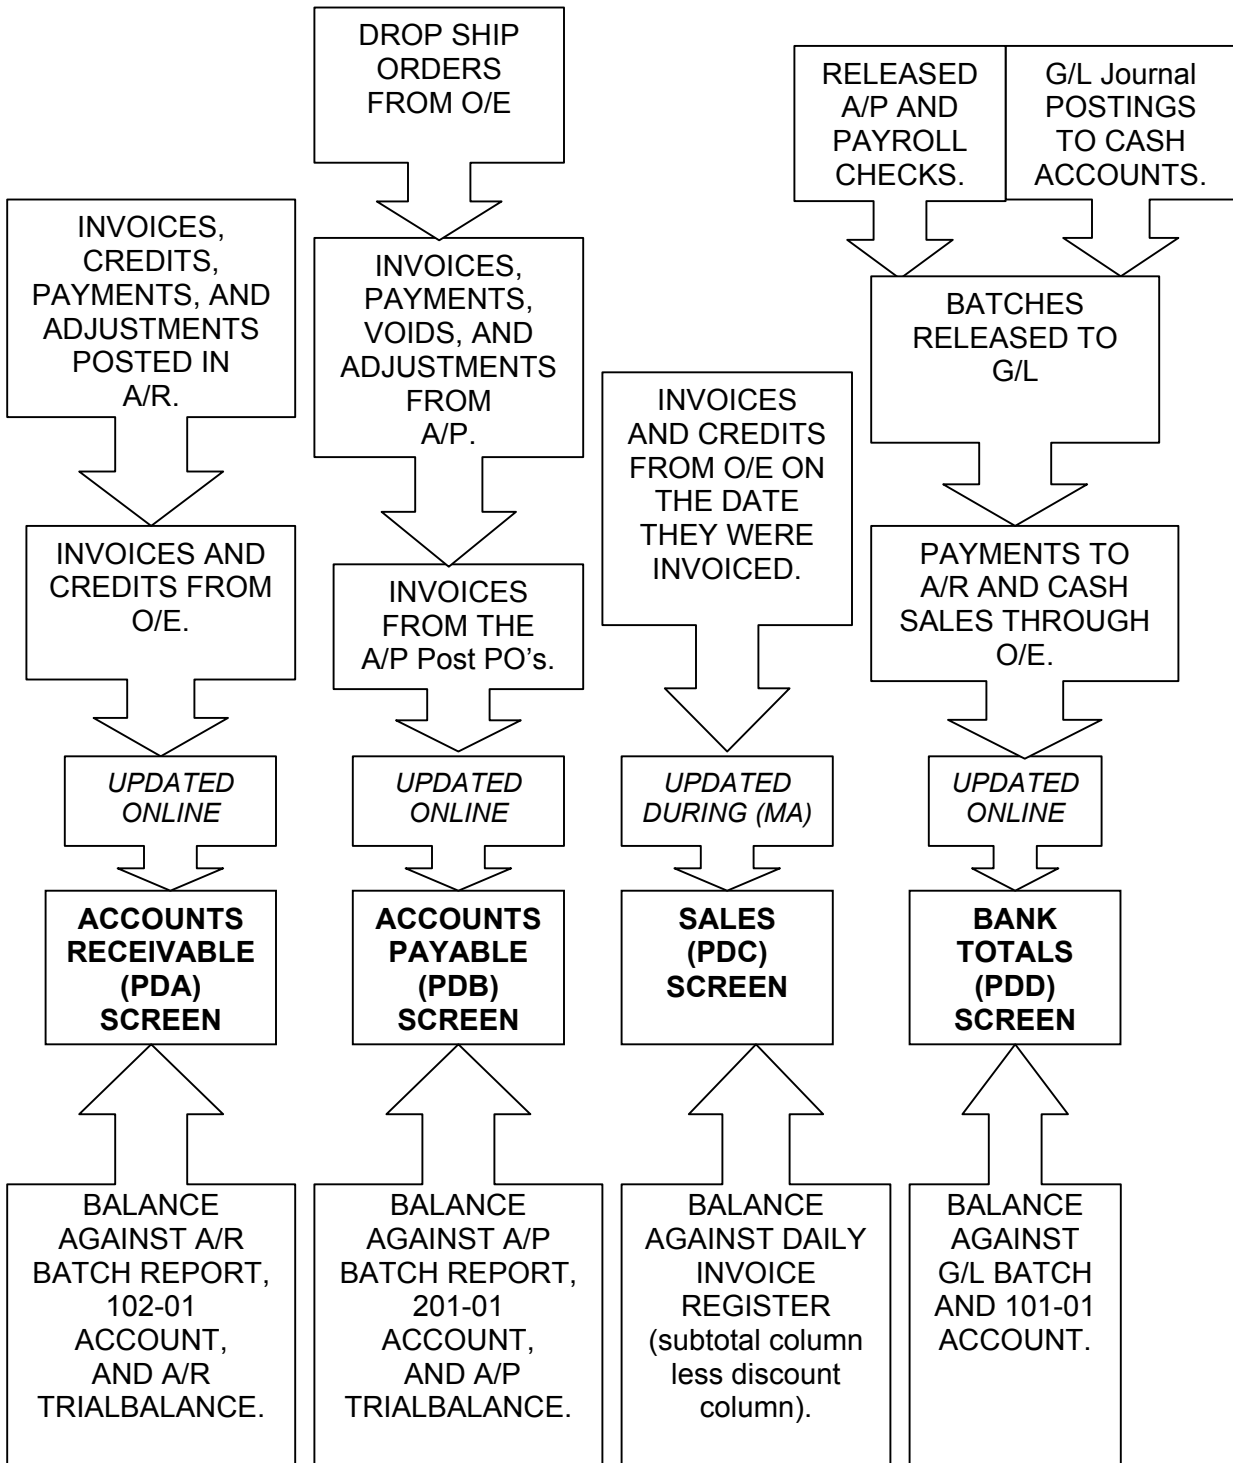 DROP SHIP
ORDERS
FROM O/E
RELEASED
A/P AND
PAYROLL
CHECKS.
G/L Journal
POSTINGS
TO CASH
ACCOUNTS.
INVOICES,
CREDITS,
PAYMENTS, AND
ADJUSTMENTS
POSTED IN
A/R.
INVOICES,
PAYMENTS,
VOIDS, AND
ADJUSTMENTS
FROM
A/P.
INVOICES
AND CREDITS
FROM O/E ON
THE DATE
THEY WERE
INVOICED.
BATCHES
RELEASED TO
G/L
INVOICES AND
CREDITS FROM
O/E.
INVOICES
FROM THE
A/P Post PO’s.
PAYMENTS TO
A/R AND CASH
SALES THROUGH
O/E.
UPDATED
ONLINE
UPDATED
ONLINE
UPDATED
DURING (MA)
UPDATED
ONLINE
ACCOUNTS
RECEIVABLE
(PDA)
SCREEN
ACCOUNTS
PAYABLE
(PDB)
SCREEN
SALES
(PDC)
SCREEN
BANK
TOTALS
(PDD)
SCREEN
BALANCE
AGAINST A/R
BATCH REPORT,
102-01
ACCOUNT,
AND A/R
TRIALBALANCE.
BALANCE
AGAINST A/P
BATCH REPORT,
201-01
ACCOUNT,
AND A/P
TRIALBALANCE.
BALANCE
AGAINST DAILY
INVOICE
REGISTER
(subtotal column
less discount
column).
BALANCE
AGAINST
G/L BATCH
AND 101-01
ACCOUNT.